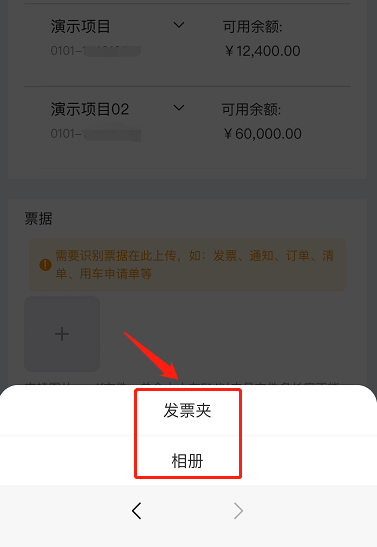 演示项目
可用余额:
0101-
￥12,400.00
演示项目02
可用余额:
0101-
￥60,000.00
票据
需要识别票据在此上传，如：发票、通知、订单、清
单、用车申请单等
发票夹
相册